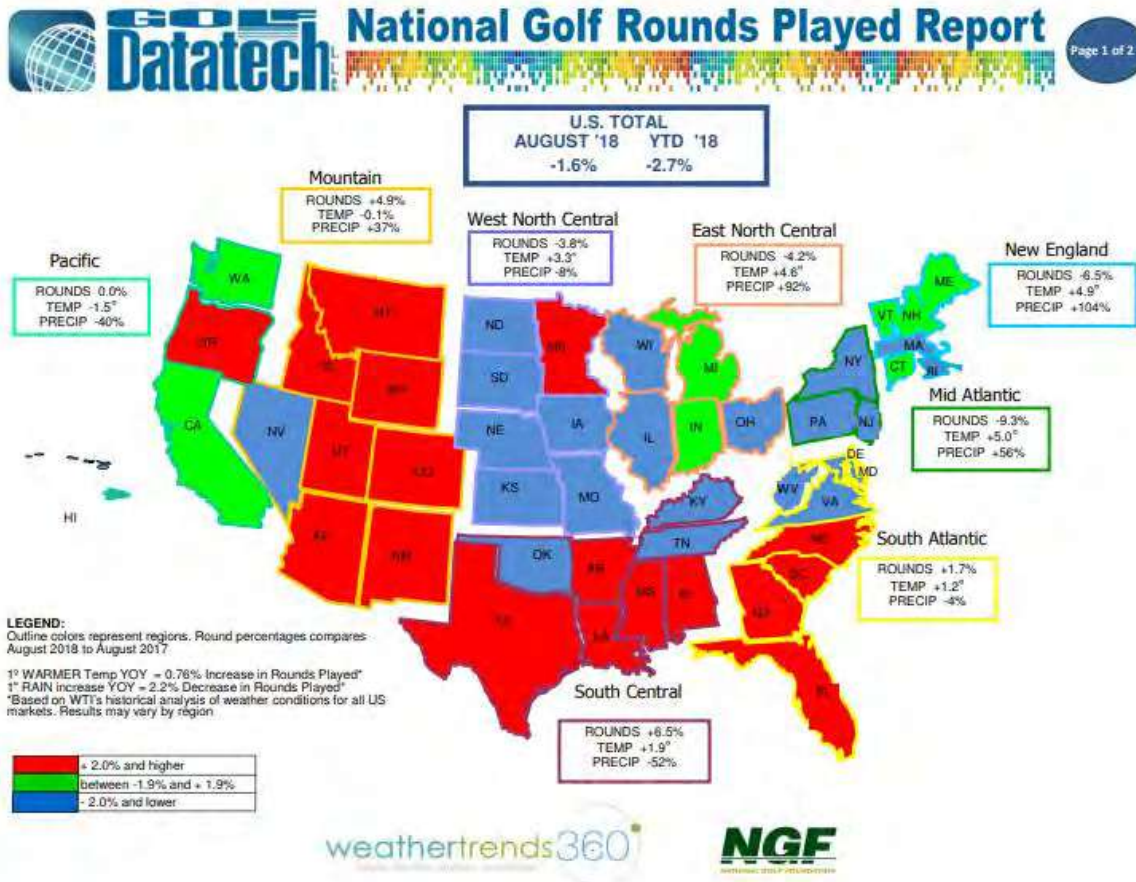 GOLF
Datatech
LLC
National Golf Rounds Played Report
Page 1 of 2
U.S. TOTAL
AUGUST '18 YTD '18
-1.6% -2.7%
Mountain
ROUNDS +4.9%
TEMP -0.1%
PRECIP +37%
West North Central
ROUNDS -3.8%
TEMP +3.3°
PRECIP -8%
East North Central
ROUNDS -4.2%
TEMP +4.6°
PRECIP +92%
New England
ROUNDS -6.5%
TEMP +4.9°
PRECIP +104%
Pacific
ROUNDS 0.0%
TEMP -1.5°
PRECIP -40%
Mid Atlantic
ROUNDS -9.3%
TEMP +5.0°
PRECIP +56%
South Atlantic
ROUNDS +1.7%
TEMP +1.2°
PRECIP -4%
South Central
ROUNDS +6.5%
TEMP +1.9°
PRECIP -52%
WA
OR
CA
NV
ID
MT
WY
UT
CO
AZ
NM
ND
SD
NE
KS
MN
IA
MO
WI
IL
MI
IN
OH
KY
TN
OK
TX
AR
LA
MS
AL
GA
FL
SC
NC
VA
WV
DE
MD
PA
NJ
NY
CT
RI
MA
VT
NH
ME
HI
LEGEND:
Outline colors represent regions. Round percentages compares
August 2018 to August 2017
1º WARMER Temp YOY = 0.76% Increase in Rounds Played*
1" RAIN increase YOY = 2.2% Decrease in Rounds Played*
*Based on WTI's historical analysis of weather conditions for all US
markets. Results may vary by region
+ 2.0% and higher
between -1.9% and + 1.9%
- 2.0% and lower
weathertrends360°
NGF
NATIONAL GOLF FOUNDATION